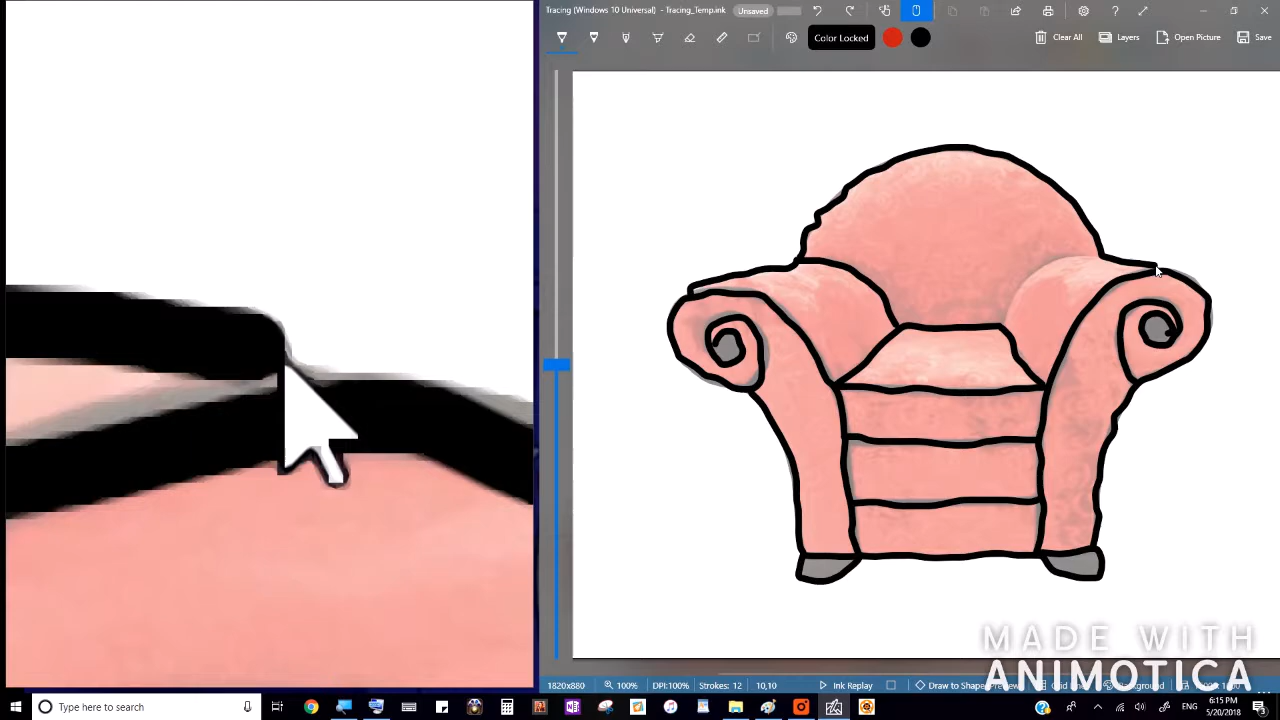 Tracing (Windows 10 Universal) - Tracing_Temp.ink Unsaved
Color Locked Clear All Layers Open Picture Save
1820x880 100% DPI:100% Strokes: 12 10,10 Ink Replay Draw to Shape
MADE WITH
ANIMOTICA
Type here to search
ENG
6:15 PM
5/20/2018